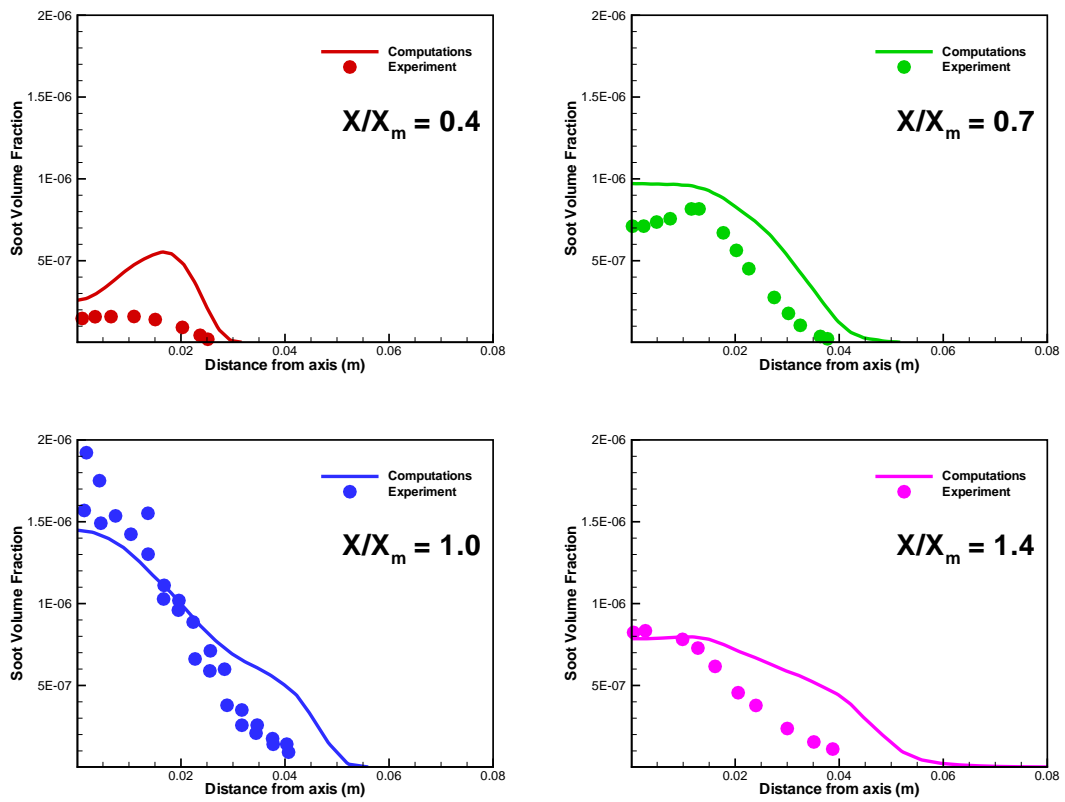 2E-06
Computations
Experiment
1.5E-06
X/Xm = 0.4
Soot Volume Fraction
1E-06
5E-07
0.02 0.04 0.06 0.08
Distance from axis (m)
2E-06
Computations
Experiment
1.5E-06
X/Xm = 0.7
Soot Volume Fraction
1E-06
5E-07
0.02 0.04 0.06 0.08
Distance from axis (m)
2E-06
Computations
Experiment
1.5E-06
X/Xm = 1.0
Soot Volume Fraction
1E-06
5E-07
0.02 0.04 0.06 0.08
Distance from axis (m)
2E-06
Computations
Experiment
1.5E-06
X/Xm = 1.4
Soot Volume Fraction
1E-06
5E-07
0.02 0.04 0.06 0.08
Distance from axis (m)